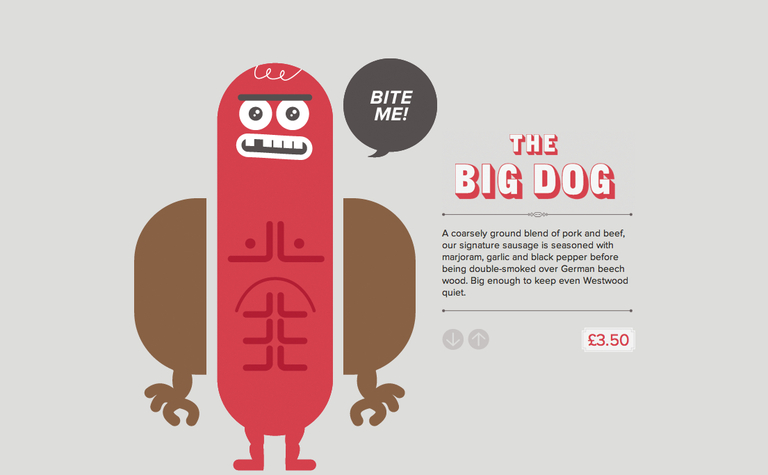 BITE
ME!
THE
BIG DOG
A coarsely ground blend of pork and beef,
our signature sausage is seasoned with
marjoram, garlic and black pepper before
being double-smoked over German beech
wood. Big enough to keep even Westwood
quiet.
£3.50